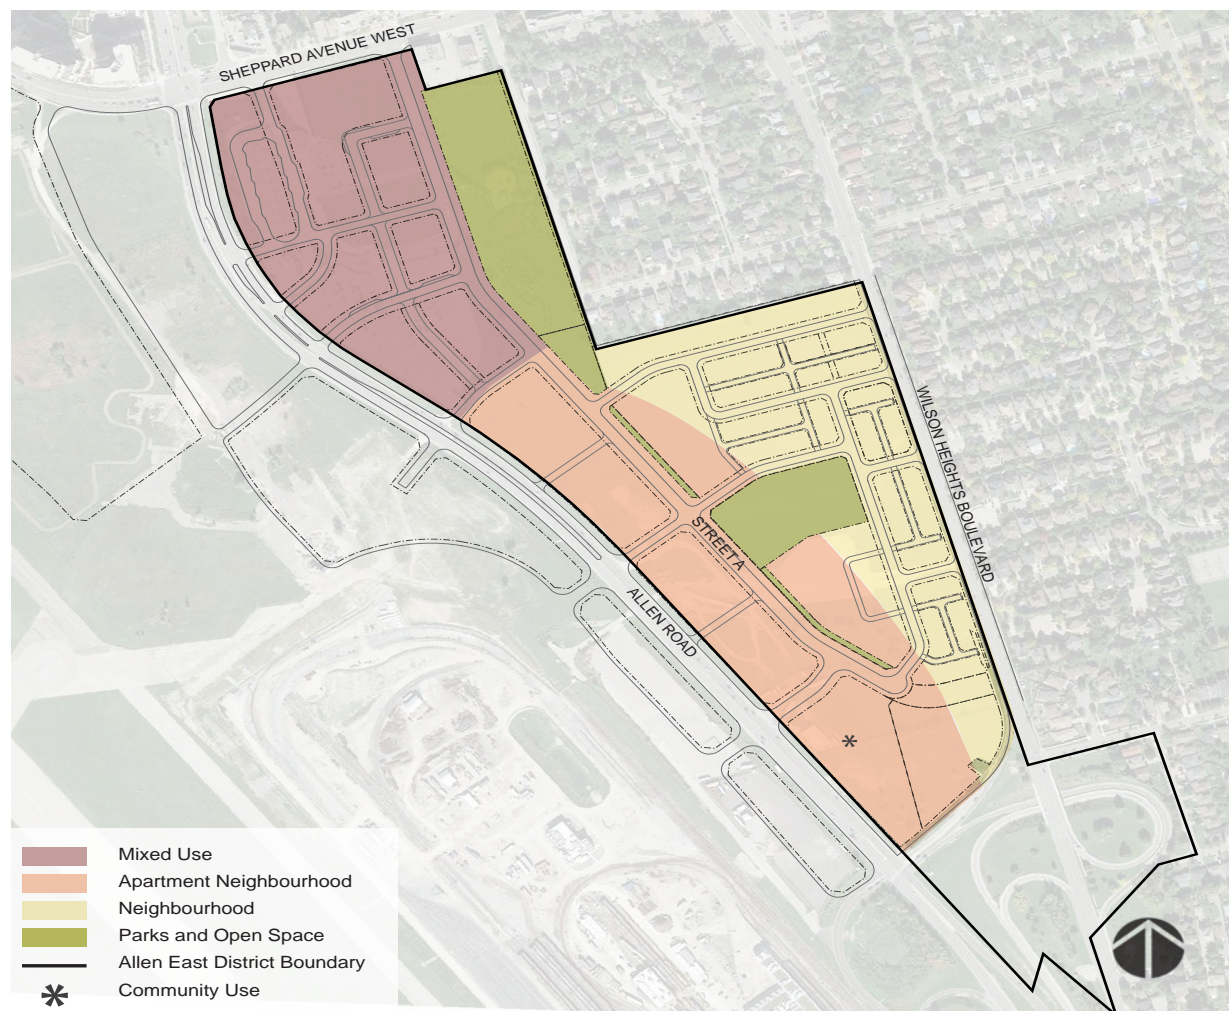 SHEPPARD AVENUE WEST
WILSON HEIGHTS BOULEVARD
STREET A
ALLEN ROAD
Mixed Use
Apartment Neighbourhood
Neighbourhood
Parks and Open Space
Allen East District Boundary
Community Use